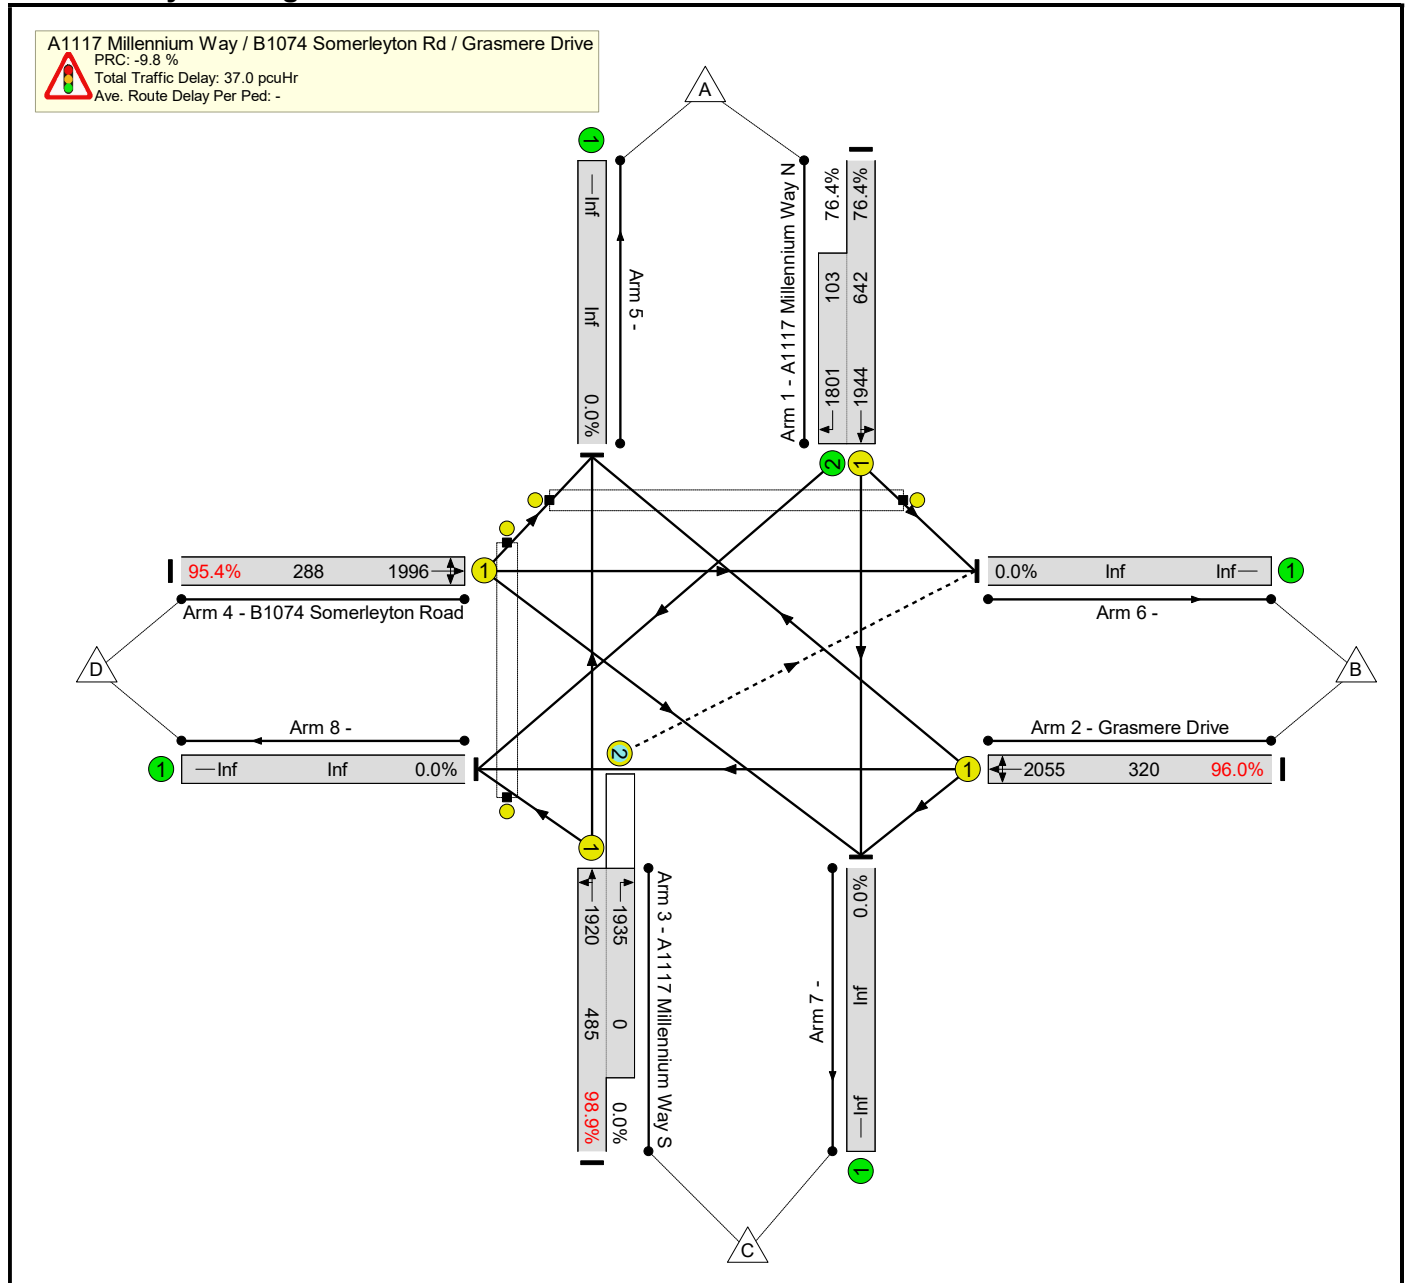 A1117 Millennium Way / B1074 Somerleyton Rd / Grasmere Drive
PRC: -9.8 %
Total Traffic Delay: 37.0 pcuHr
Ave. Route Delay Per Ped: -
A
1
Inf
Inf
0.0%
Arm 5 -
Arm 1 - A1117 Millennium Way N
76.4%
103
1801
76.4%
642
1944
2
1
95.4% 288 1996
1
Arm 4 - B1074 Somerleyton Road
0.0% Inf Inf
1
Arm 6 -
D
B
Arm 8 -
1
Inf Inf 0.0%
2
Arm 2 - Grasmere Drive
1
2055 320 96.0%
1
1920
485
98.9%
1935
0
0.0%
Arm 3 - A1117 Millennium Way S
Arm 7 -
0.0%
Inf
Inf
1
C